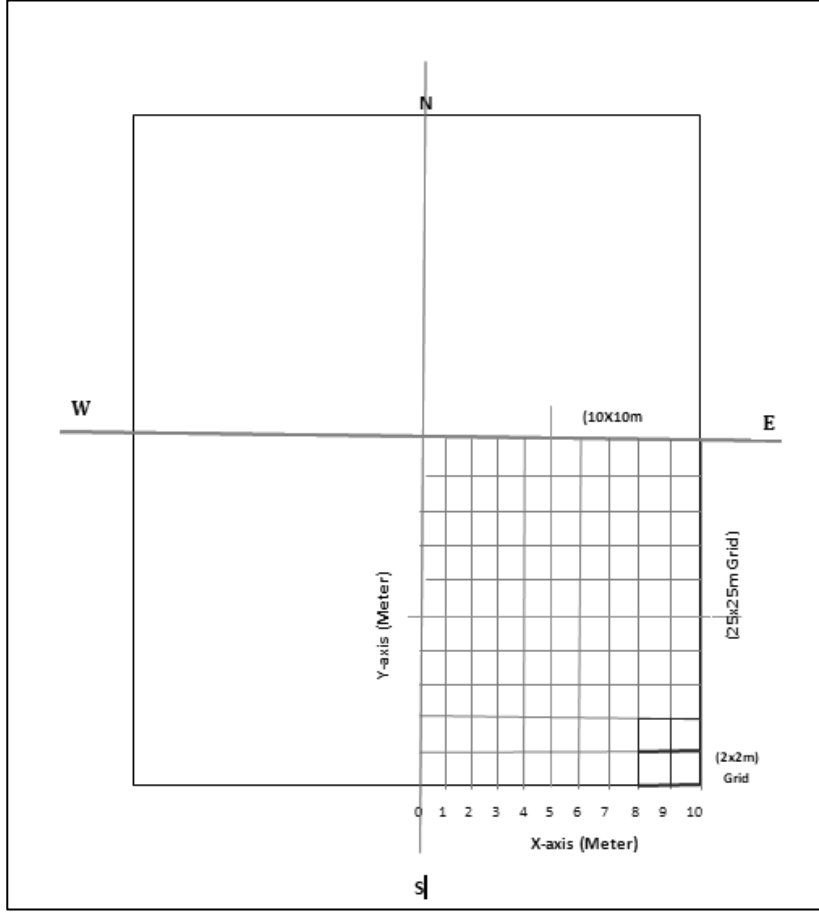 N
W
(10X10m
E
(25x25m Grid)
Y-axis (Meter)
(2x2m)
Grid
0 1 2 3 4 5 6 7 8 9 10
X-axis (Meter)
S